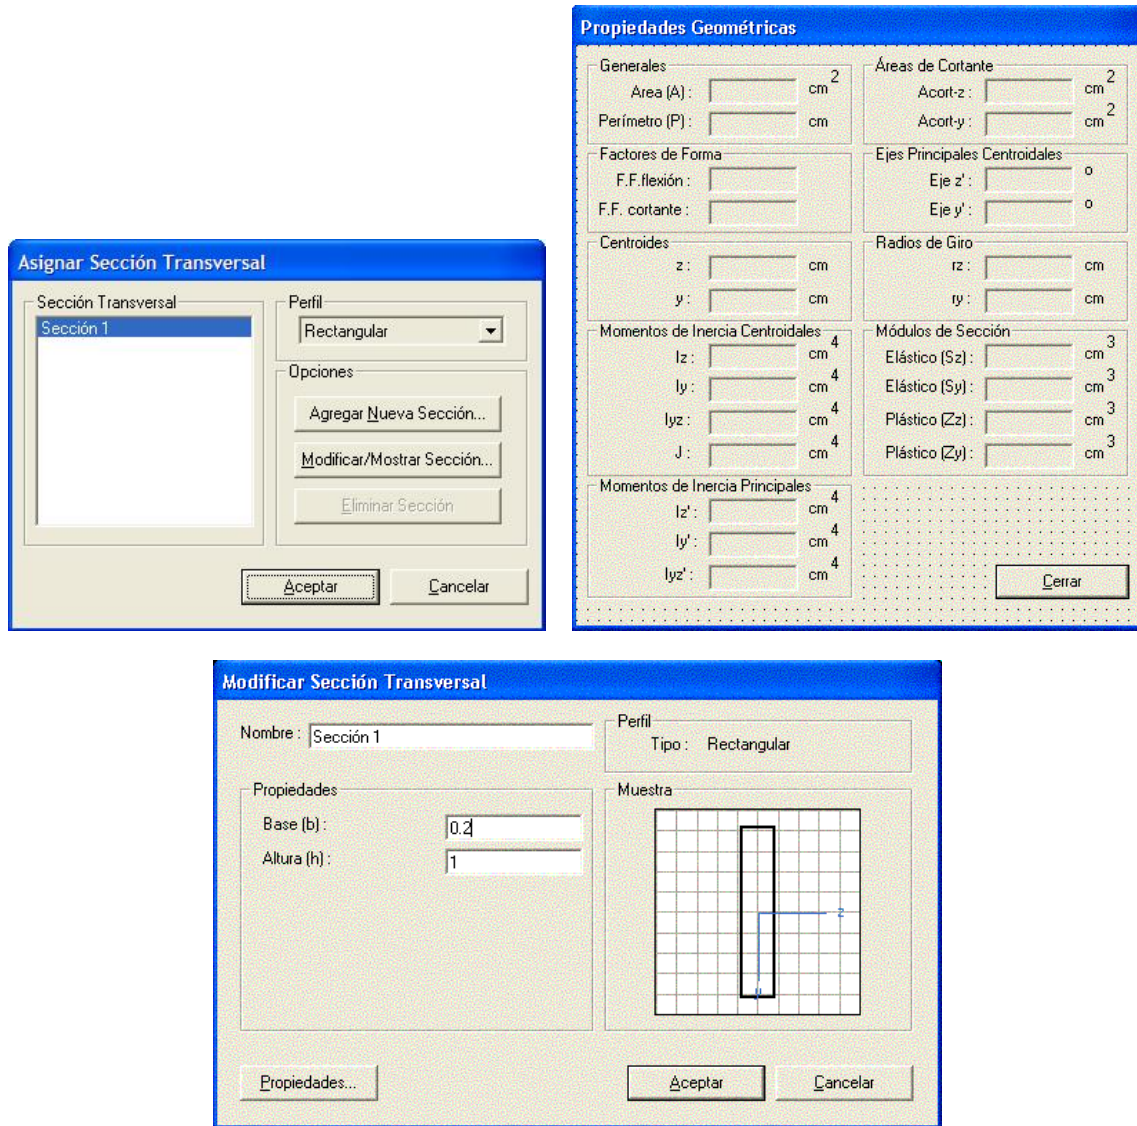 Asignar Sección Transversal
Sección Transversal
Sección 1
Perfil
Rectangular
Opciones
Agregar Nueva Sección...
Modificar/Mostrar Sección...
Eliminar Sección
Aceptar
Cancelar
Propiedades Geométricas
Generales
Area (A) : cm2
Perímetro (P) : cm
Áreas de Cortante
Acort-z : cm2
Acort-y : cm2
Factores de Forma
F.F.flexión :
F.F. cortante :
Ejes Principales Centroidales
Eje z' : o
Eje y' : o
Centroides
z : cm
y : cm
Radios de Giro
rz : cm
ry : cm
Momentos de Inercia Centroidales
Iz : cm4
Iy : cm4
Iyz : cm4
J : cm4
Módulos de Sección
Elástico (Sz) : cm3
Elástico (Sy) : cm3
Plástico (Zz) : cm3
Plástico (Zy) : cm3
Momentos de Inercia Principales
Iz' : cm4
Iy' : cm4
Iyz' : cm4
Cerrar
Modificar Sección Transversal
Nombre : Sección 1
Perfil
Tipo : Rectangular
Propiedades
Base (b) : 0.2
Altura (h) : 1
Muestra
z
y
Propiedades...
Aceptar
Cancelar